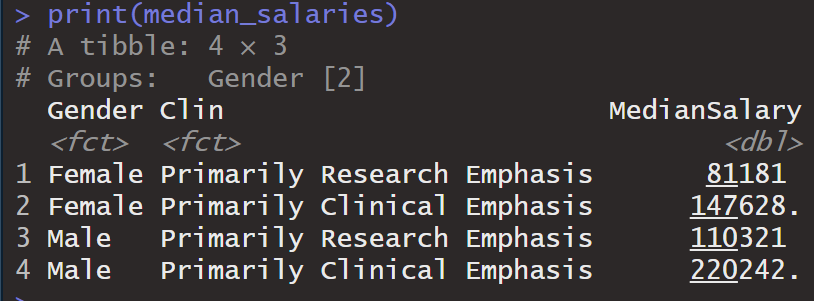 > print(median_salaries)
# A tibble: 4 × 3
# Groups:   Gender [2]
  Gender Clin                        MedianSalary
  <fct>  <fct>                              <dbl>
1 Female Primarily Research Emphasis       81181
2 Female Primarily Clinical Emphasis      147628.
3 Male   Primarily Research Emphasis      110321
4 Male   Primarily Clinical Emphasis      220242.
>